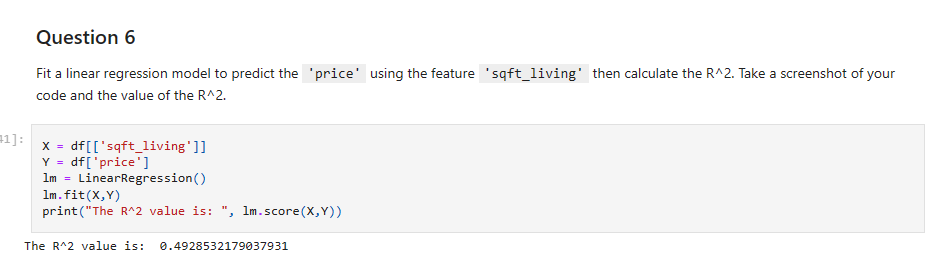 Question 6
Fit a linear regression model to predict the 'price' using the feature 'sqft_living' then calculate the R^2. Take a screenshot of your
code and the value of the R^2.
41]:
X = df[['sqft_living']]
Y = df['price']
lm = LinearRegression()
lm.fit(X,Y)
print("The R^2 value is: ", lm.score(X,Y))
The R^2 value is:  0.4928532179037931